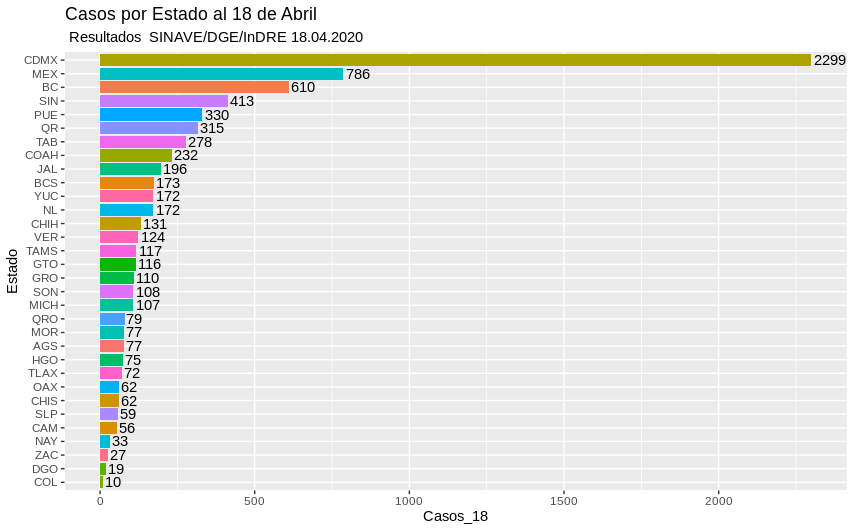 Casos por Estado al 18 de Abril
Resultados SINAVE/DGE/InDRE 18.04.2020
Estado
CDMX 2299
MEX 786
BC 610
SIN 413
PUE 330
QR 315
TAB 278
COAH 232
JAL 196
BCS 173
YUC 172
NL 172
CHIH 131
VER 124
TAMS 117
GTO 116
GRO 110
SON 108
MICH 107
QRO 79
MOR 77
AGS 77
HGO 75
TLAX 72
OAX 62
CHIS 62
SLP 59
CAM 56
NAY 33
ZAC 27
DGO 19
COL 10
0 500 1000 1500 2000
Casos_18